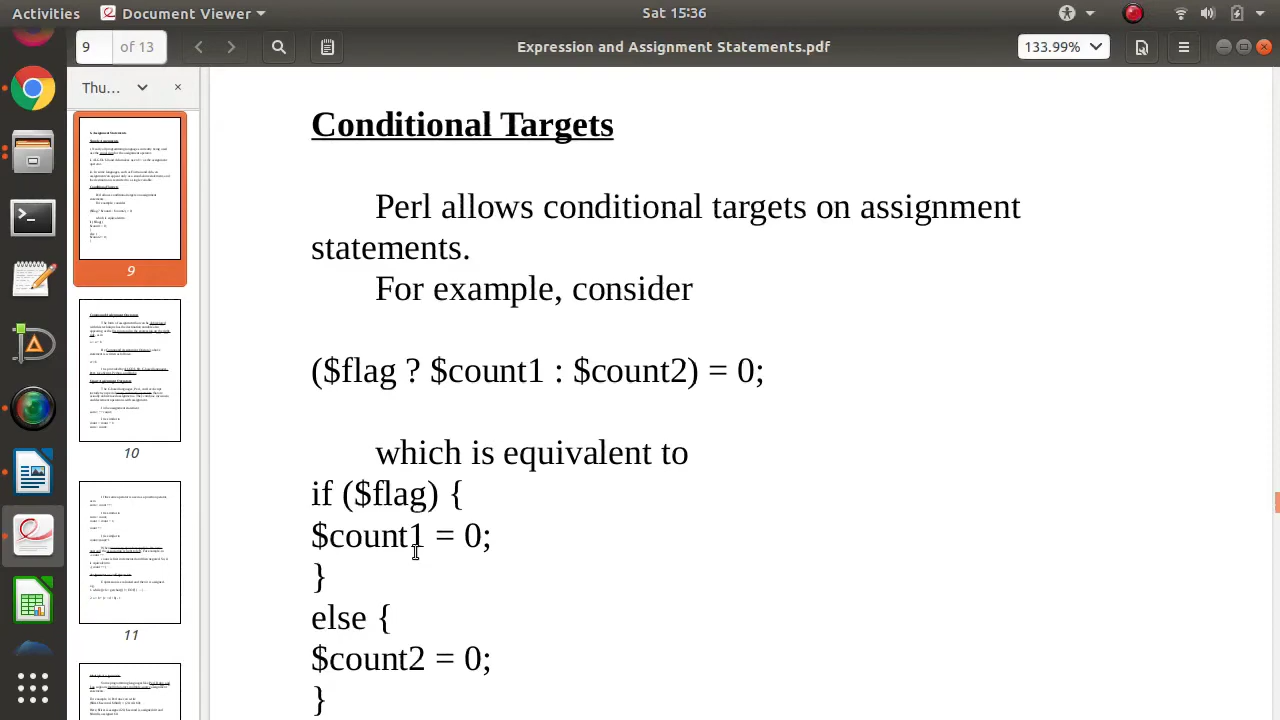 Activities Document Viewer Sat 15:36
9 of 13 Expression and Assignment Statements.pdf 133.99%
Thu...
9
10
11
Conditional Targets
Perl allows conditional targets on assignment
statements.
For example, consider
($flag ? $count1 : $count2) = 0;
which is equivalent to
if ($flag) {
$count1 = 0;
}
else {
$count2 = 0;
}